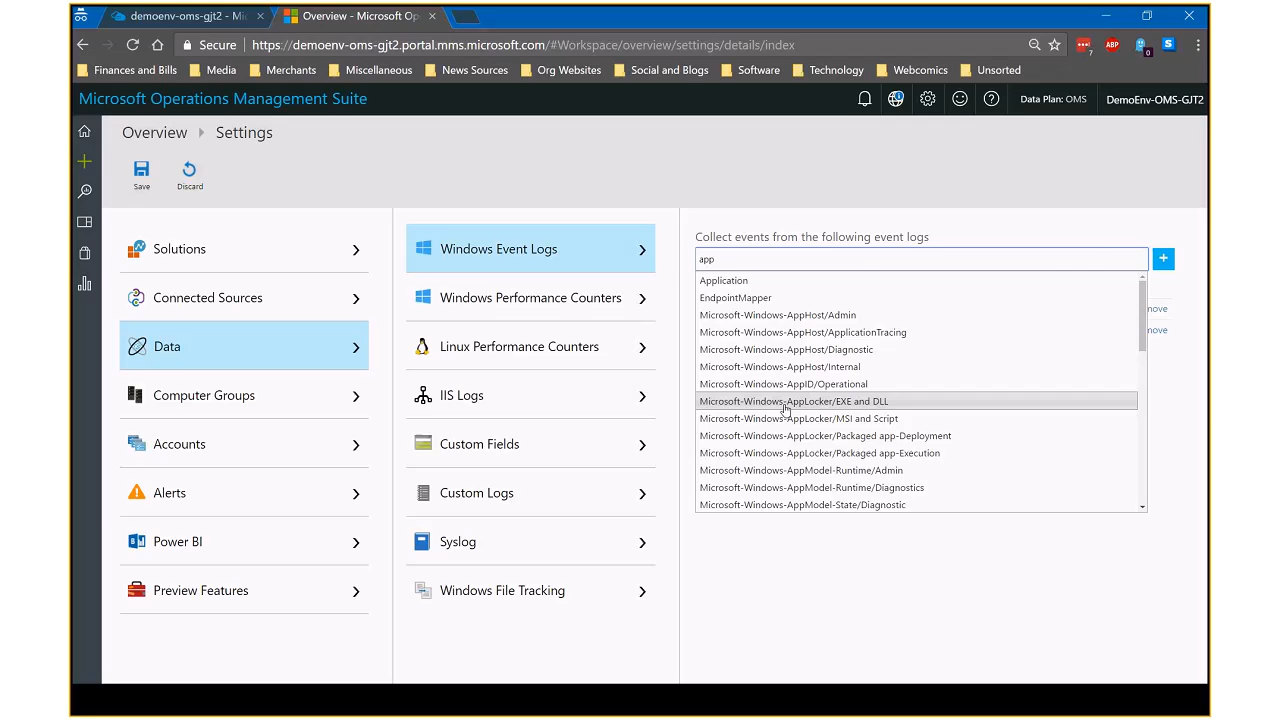 demoenv-oms-gjt2 - Mic
Overview - Microsoft Op
Secure
https://demoenv-oms-gjt2.portal.mms.microsoft.com/#Workspace/overview/settings/details/index
7
ABP
0
S
Finances and Bills
Media
Merchants
Miscellaneous
News Sources
Org Websites
Social and Blogs
Software
Technology
Webcomics
Unsorted
Microsoft Operations Management Suite
Data Plan: OMS
DemoEnv-OMS-GJT2
Overview
Settings
Save
Discard
Solutions
Connected Sources
Data
Computer Groups
Accounts
Alerts
Power BI
Preview Features
Windows Event Logs
Windows Performance Counters
Linux Performance Counters
IIS Logs
Custom Fields
Custom Logs
Syslog
Windows File Tracking
Collect events from the following event logs
app
Application
EndpointMapper
Microsoft-Windows-AppHost/Admin
Microsoft-Windows-AppHost/ApplicationTracing
Microsoft-Windows-AppHost/Diagnostic
Microsoft-Windows-AppHost/Internal
Microsoft-Windows-AppID/Operational
Microsoft-Windows-AppLocker/EXE and DLL
Microsoft-Windows-AppLocker/MSI and Script
Microsoft-Windows-AppLocker/Packaged app-Deployment
Microsoft-Windows-AppLocker/Packaged app-Execution
Microsoft-Windows-AppModel-Runtime/Admin
Microsoft-Windows-AppModel-Runtime/Diagnostics
Microsoft-Windows-AppModel-State/Diagnostic
move
move